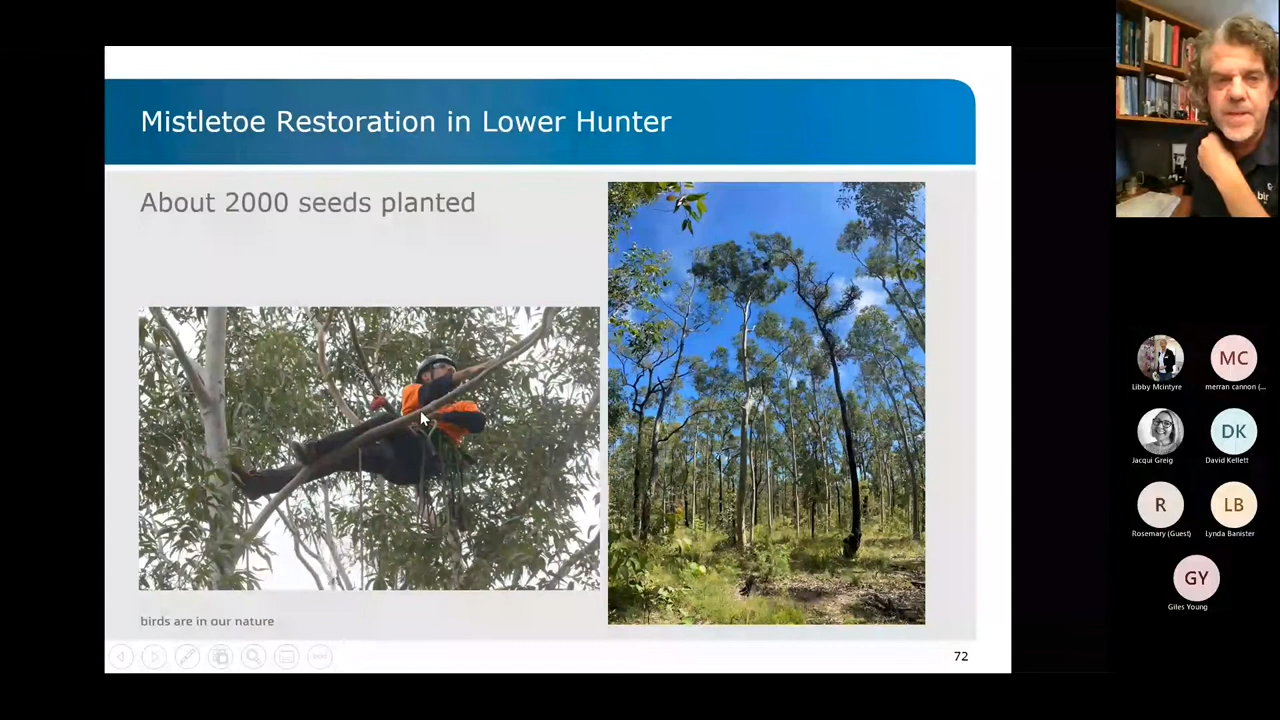 Mistletoe Restoration in Lower Hunter
About 2000 seeds planted
birds are in our nature
72
MC
Libby Mcintyre
merran cannon (...
DK
Jacqui Greig
David Kellett
R
LB
Rosemary (Guest)
Lynda Banister
GY
Giles Young